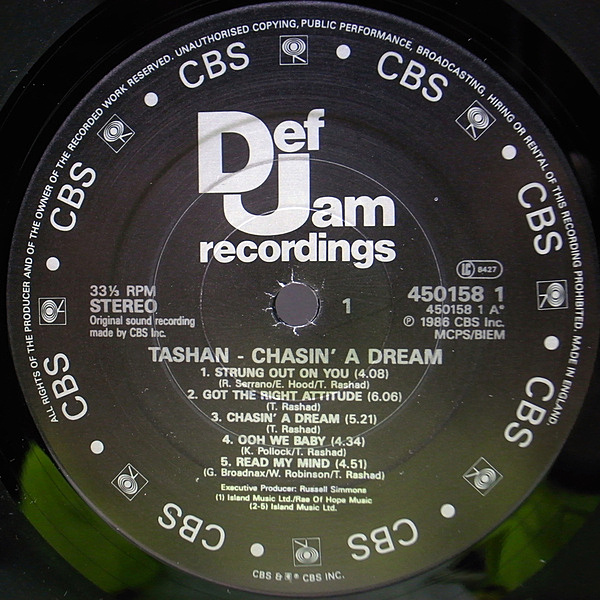 ALL RIGHTS OF THE PRODUCER AND OF THE OWNER OF THE RECORDED WORK RESERVED. UNAUTHORISED COPYING, PUBLIC PERFORMANCE, BROADCASTING, HIRING OR RENTAL OF THIS RECORDING PROHIBITED. MADE IN ENGLAND.
CBS
CBS
CBS
CBS
CBS
CBS
CBS
CBS
Def
Jam
recordings
33⅓ RPM
STEREO
Original sound recording
made by CBS Inc.
1
LC 8427
450158 1
450158 1 A°
℗ 1986 CBS Inc.
MCPS/BIEM
TASHAN - CHASIN' A DREAM
1. STRUNG OUT ON YOU (4.08)
(R. Serrano/E. Hood/T. Rashad)
2. GOT THE RIGHT ATTITUDE (6.06)
(T. Rashad)
3. CHASIN' A DREAM (5.21)
(T. Rashad)
4. OOH WE BABY (4.34)
(K. Pollock/T. Rashad)
5. READ MY MIND (4.51)
(G. Broadnax/W. Robinson/T. Rashad)
Executive Producer: Russell Simmons
(1) Island Music Ltd./Rae Of Hope Music
(2-5) Island Music Ltd.
CBS & ® CBS INC.